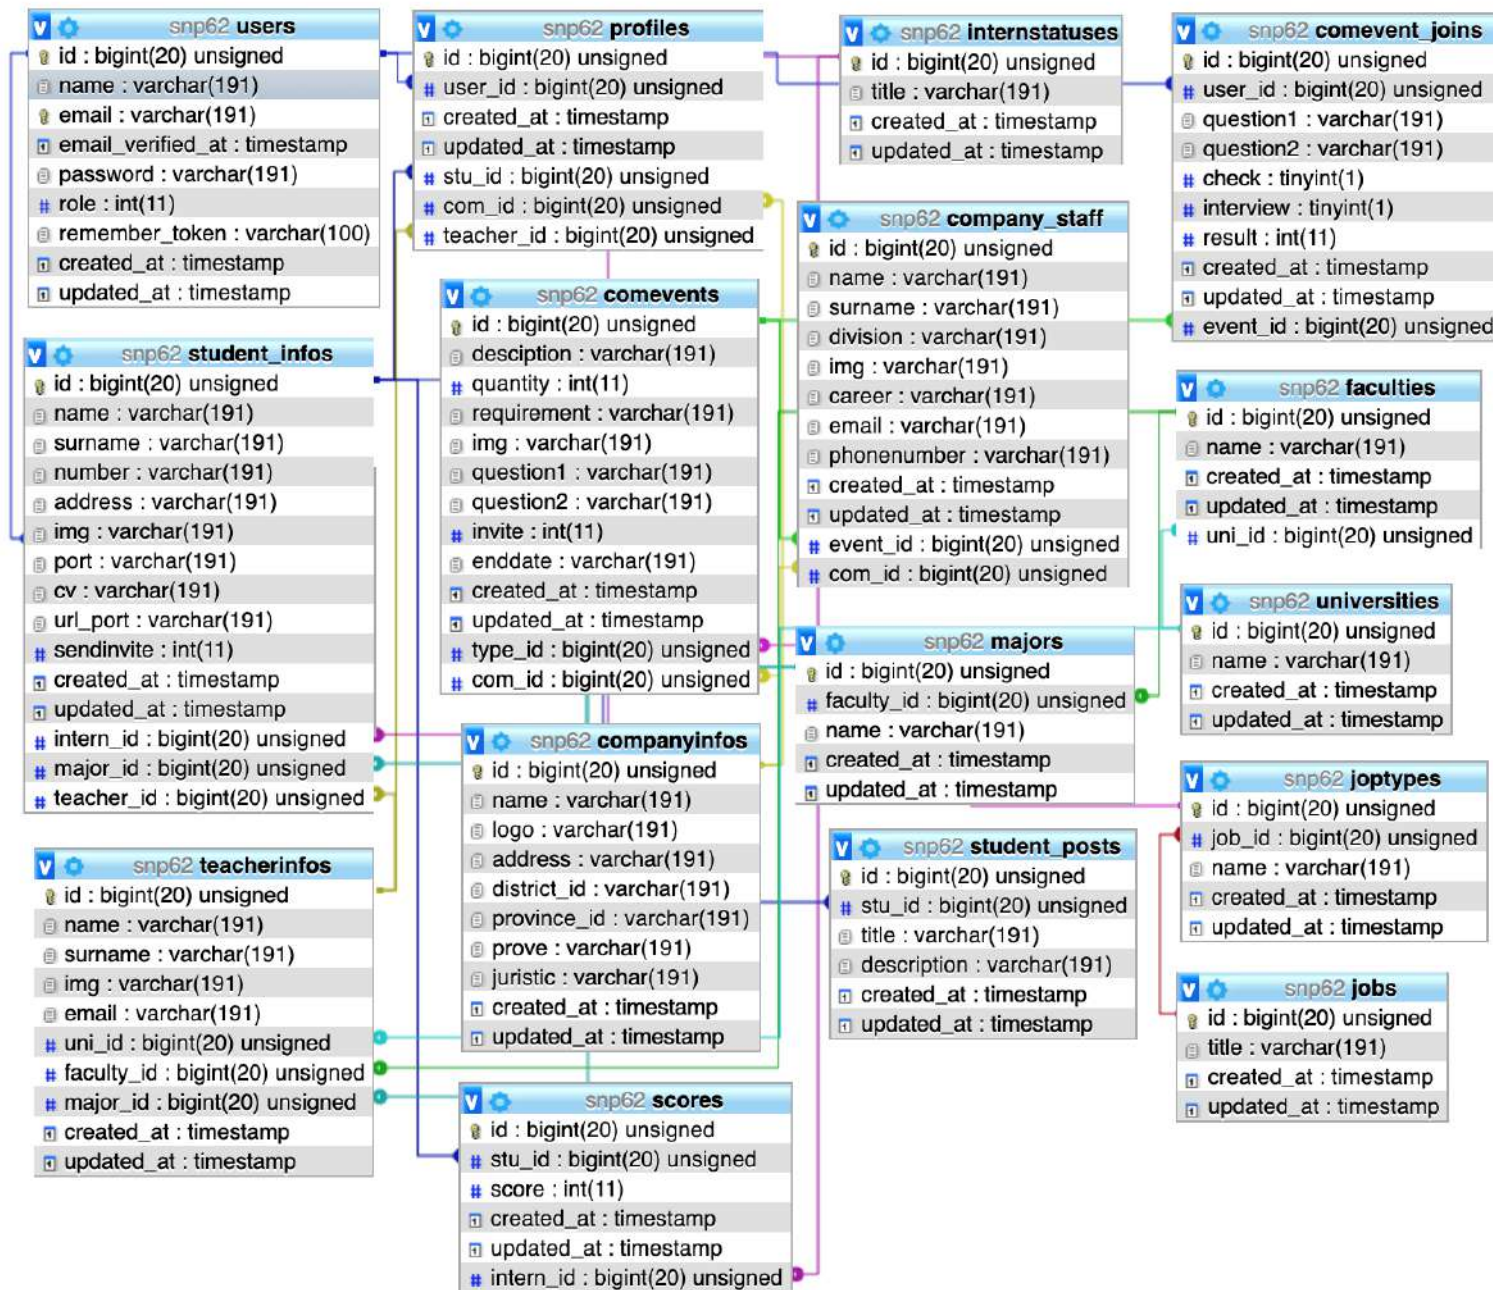 snp62 users
id : bigint(20) unsigned
name : varchar(191)
email : varchar(191)
email_verified_at : timestamp
password : varchar(191)
role : int(11)
remember_token : varchar(100)
created_at : timestamp
updated_at : timestamp
snp62 profiles
id : bigint(20) unsigned
user_id : bigint(20) unsigned
created_at : timestamp
updated_at : timestamp
stu_id : bigint(20) unsigned
com_id : bigint(20) unsigned
teacher_id : bigint(20) unsigned
snp62 internstatuses
id : bigint(20) unsigned
title : varchar(191)
created_at : timestamp
updated_at : timestamp
snp62 comevent_joins
id : bigint(20) unsigned
user_id : bigint(20) unsigned
question1 : varchar(191)
question2 : varchar(191)
check : tinyint(1)
interview : tinyint(1)
result : int(11)
created_at : timestamp
updated_at : timestamp
event_id : bigint(20) unsigned
snp62 company_staff
id : bigint(20) unsigned
name : varchar(191)
surname : varchar(191)
division : varchar(191)
img : varchar(191)
career : varchar(191)
email : varchar(191)
phonenumber : varchar(191)
created_at : timestamp
updated_at : timestamp
event_id : bigint(20) unsigned
com_id : bigint(20) unsigned
snp62 comevents
id : bigint(20) unsigned
desciption : varchar(191)
quantity : int(11)
requirement : varchar(191)
img : varchar(191)
question1 : varchar(191)
question2 : varchar(191)
invite : int(11)
enddate : varchar(191)
created_at : timestamp
updated_at : timestamp
type_id : bigint(20) unsigned
com_id : bigint(20) unsigned
snp62 student_infos
id : bigint(20) unsigned
name : varchar(191)
surname : varchar(191)
number : varchar(191)
address : varchar(191)
img : varchar(191)
port : varchar(191)
cv : varchar(191)
url_port : varchar(191)
sendinvite : int(11)
created_at : timestamp
updated_at : timestamp
intern_id : bigint(20) unsigned
major_id : bigint(20) unsigned
teacher_id : bigint(20) unsigned
snp62 faculties
id : bigint(20) unsigned
name : varchar(191)
created_at : timestamp
updated_at : timestamp
uni_id : bigint(20) unsigned
snp62 universities
id : bigint(20) unsigned
name : varchar(191)
created_at : timestamp
updated_at : timestamp
snp62 majors
id : bigint(20) unsigned
faculty_id : bigint(20) unsigned
name : varchar(191)
created_at : timestamp
updated_at : timestamp
snp62 companyinfos
id : bigint(20) unsigned
name : varchar(191)
logo : varchar(191)
address : varchar(191)
district_id : varchar(191)
province_id : varchar(191)
prove : varchar(191)
juristic : varchar(191)
created_at : timestamp
updated_at : timestamp
snp62 joptypes
id : bigint(20) unsigned
job_id : bigint(20) unsigned
name : varchar(191)
created_at : timestamp
updated_at : timestamp
snp62 student_posts
id : bigint(20) unsigned
stu_id : bigint(20) unsigned
title : varchar(191)
description : varchar(191)
created_at : timestamp
updated_at : timestamp
snp62 teacherinfos
id : bigint(20) unsigned
name : varchar(191)
surname : varchar(191)
img : varchar(191)
email : varchar(191)
uni_id : bigint(20) unsigned
faculty_id : bigint(20) unsigned
major_id : bigint(20) unsigned
created_at : timestamp
updated_at : timestamp
snp62 jobs
id : bigint(20) unsigned
title : varchar(191)
created_at : timestamp
updated_at : timestamp
snp62 scores
id : bigint(20) unsigned
stu_id : bigint(20) unsigned
score : int(11)
created_at : timestamp
updated_at : timestamp
intern_id : bigint(20) unsigned